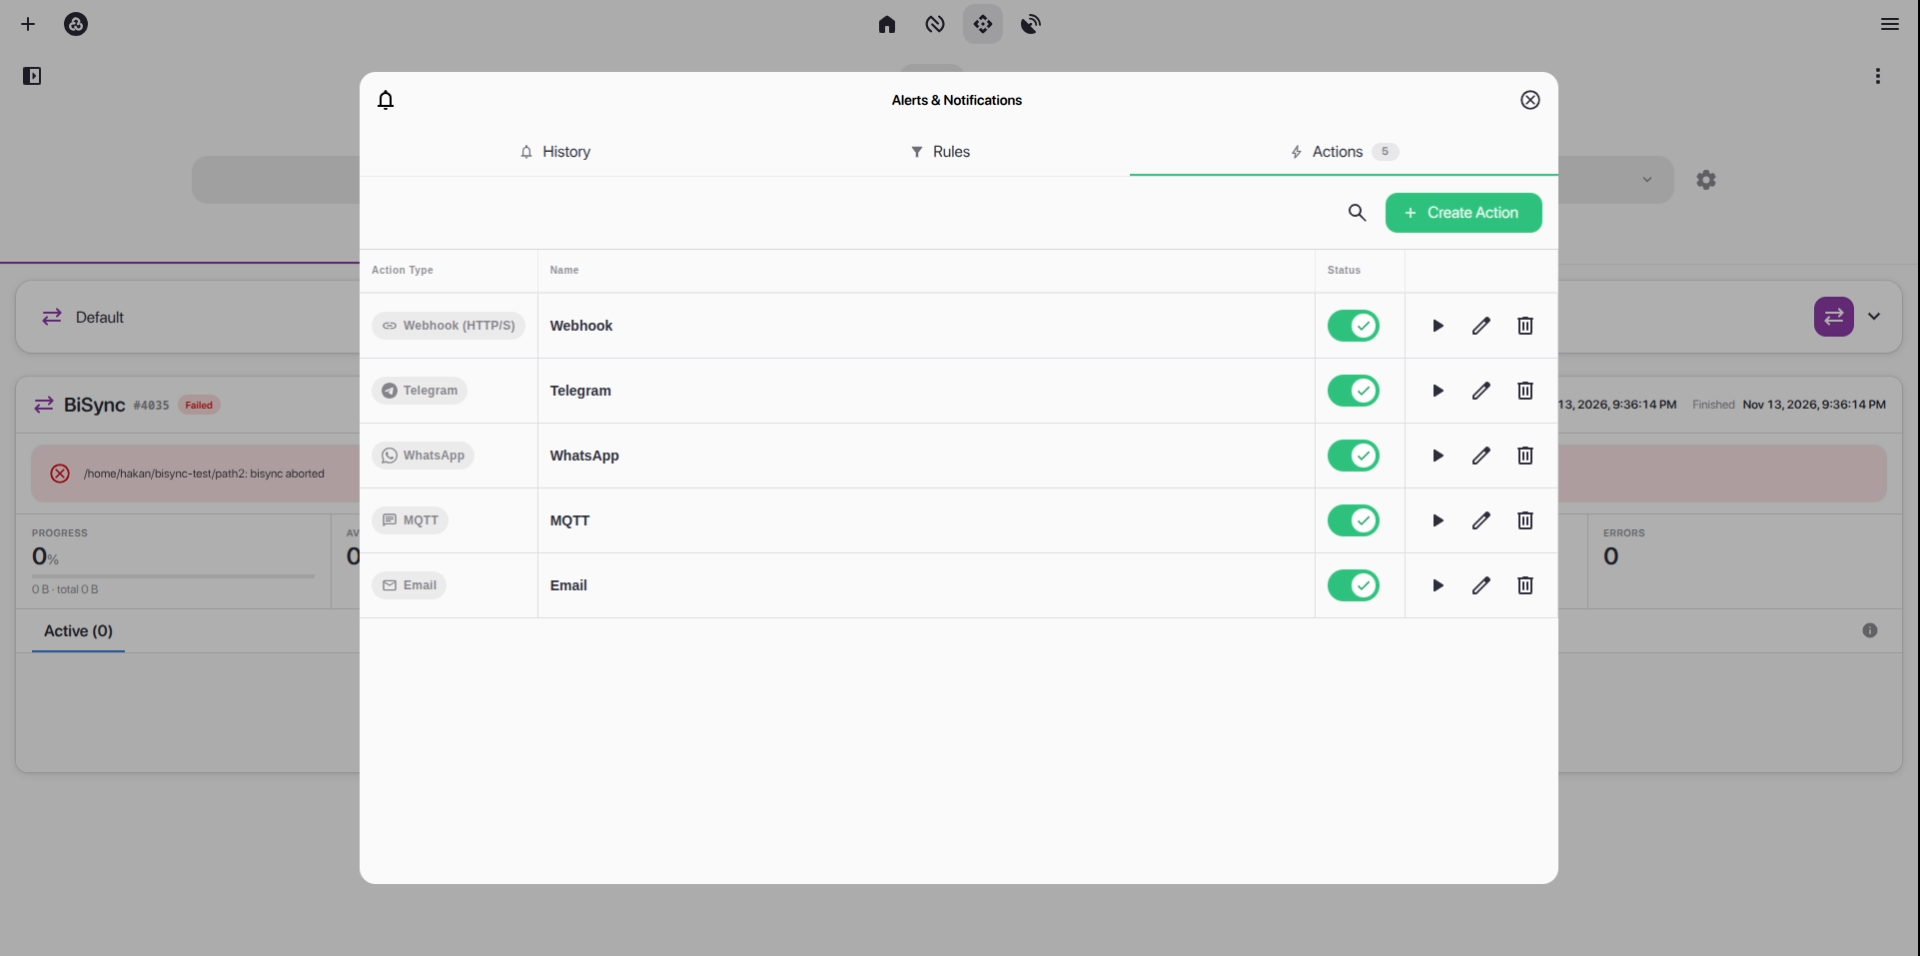 Alerts & Notifications
History
Rules
Actions 5
+ Create Action
Action Type Name Status
Webhook (HTTP/S) Webhook
Telegram Telegram
WhatsApp WhatsApp
MQTT MQTT
Email Email
Default
BiSync #4035 Failed
13, 2026, 9:36:14 PM Finished Nov 13, 2026, 9:36:14 PM
/home/hakan/bisync-test/path2: bisync aborted
PROGRESS
0%
0 B · total 0 B
AV
0
ERRORS
0
Active (0)